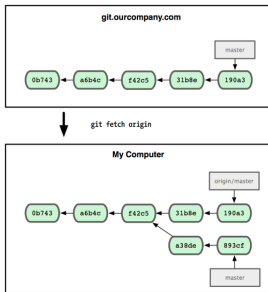 git.ourcompany.com
master
0b743 a6b4c f42c5 31b8e 190a3
git fetch origin
My Computer
origin/master
0b743 a6b4c f42c5 31b8e 190a3
a38de 893cf
master